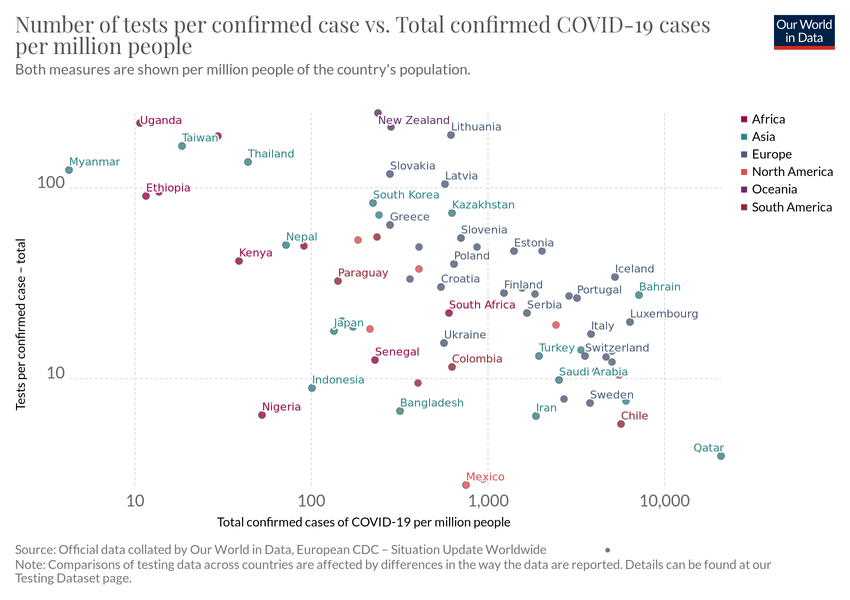 Number of tests per confirmed case vs. Total confirmed COVID-19 cases
per million people
Our World
in Data
Both measures are shown per million people of the country's population.
Uganda
New Zealand
Lithuania
Taiwan
Thailand
Myanmar
Slovakia
Latvia
100
Ethiopia
South Korea
Kazakhstan
Greece
Nepal
Slovenia
Estonia
Kenya
Poland
Paraguay
Croatia
Iceland
Finland
Portugal
Bahrain
South Africa
Serbia
Luxembourg
Japan
Italy
Ukraine
Senegal
Turkey
Switzerland
Colombia
10
Indonesia
Saudi Arabia
Nigeria
Bangladesh
Sweden
Iran
Chile
Qatar
Mexico
Africa
Asia
Europe
North America
Oceania
South America
Tests per confirmed case – total
10
100
1,000
10,000
Total confirmed cases of COVID-19 per million people
Source: Official data collated by Our World in Data, European CDC – Situation Update Worldwide
Note: Comparisons of testing data across countries are affected by differences in the way the data are reported. Details can be found at our
Testing Dataset page.